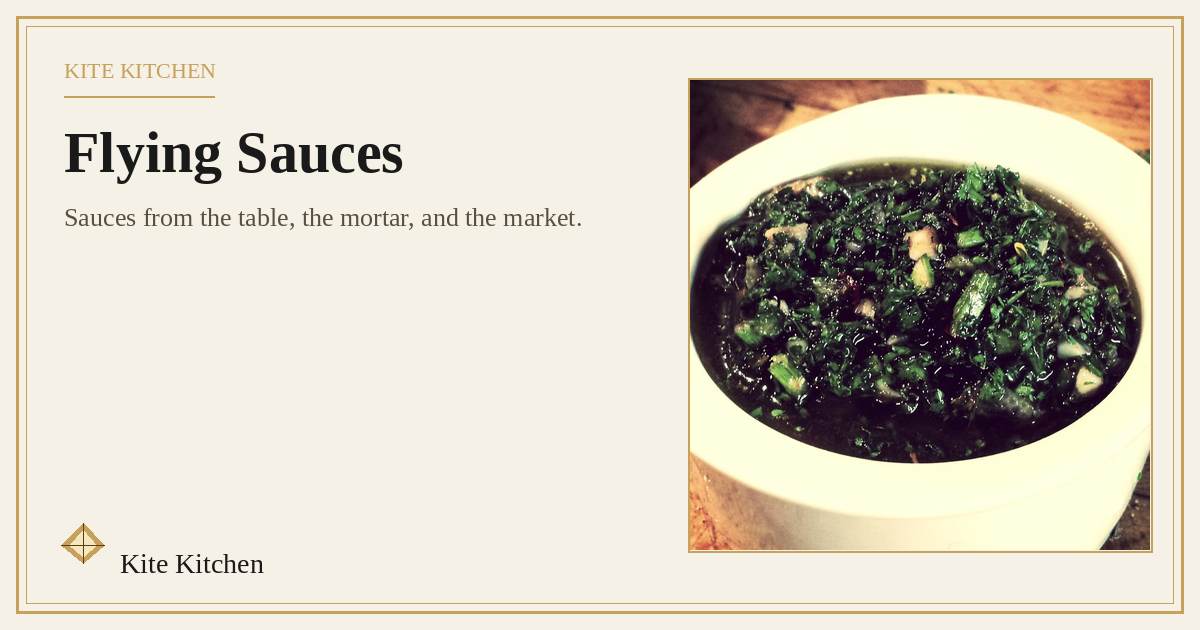 KITE KITCHEN
Flying Sauces
Sauces from the table, the mortar, and the market.
Kite Kitchen